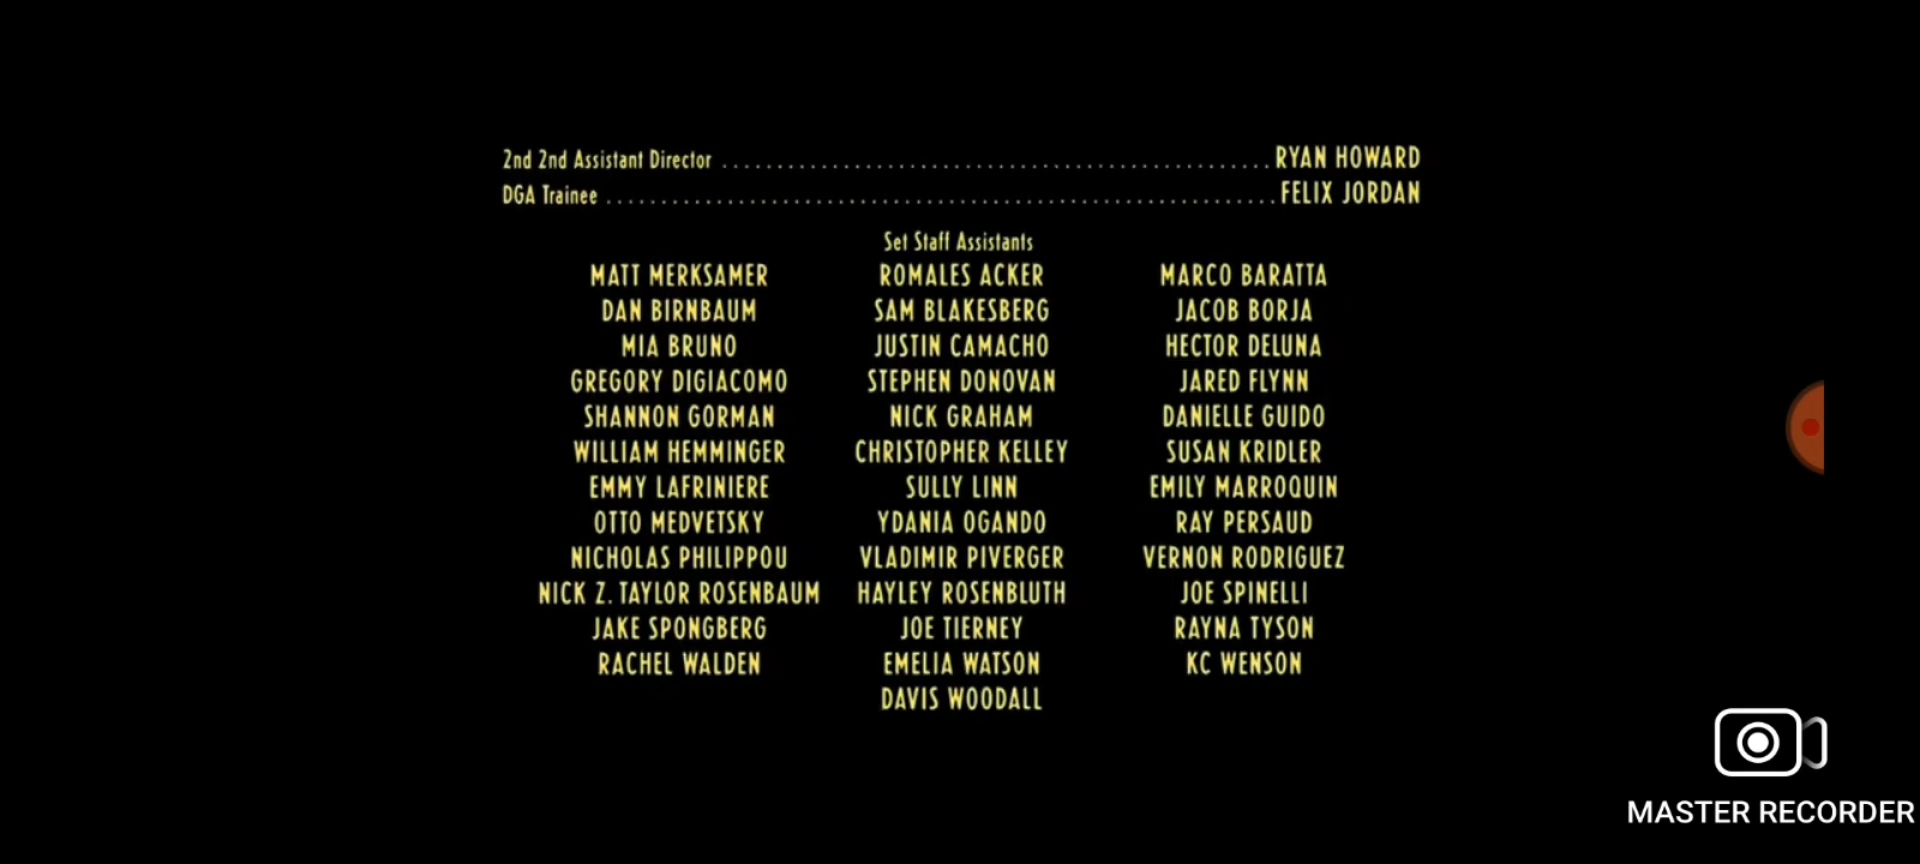 2nd 2nd Assistant Director ................................................ RYAN HOWARD
DGA Trainee ........................................................... FELIX JORDAN
Set Staff Assistants
MATT MERKSAMER ROMALES ACKER MARCO BARATTA
DAN BIRNBAUM SAM BLAKESBERG JACOB BORJA
MIA BRUNO JUSTIN CAMACHO HECTOR DELUNA
GREGORY DIGIACOMO STEPHEN DONOVAN JARED FLYNN
SHANNON GORMAN NICK GRAHAM DANIELLE GUIDO
WILLIAM HEMMINGER CHRISTOPHER KELLEY SUSAN KRIDLER
EMMY LAFRINIERE SULLY LINN EMILY MARROQUIN
OTTO MEDVETSKY YDANIA OGANDO RAY PERSAUD
NICHOLAS PHILIPPOU VLADIMIR PIVERGER VERNON RODRIGUEZ
NICK Z. TAYLOR ROSENBAUM HAYLEY ROSENBLUTH JOE SPINELLI
JAKE SPONGBERG JOE TIERNEY RAYNA TYSON
RACHEL WALDEN EMELIA WATSON KC WENSON
DAVIS WOODALL
MASTER RECORDER